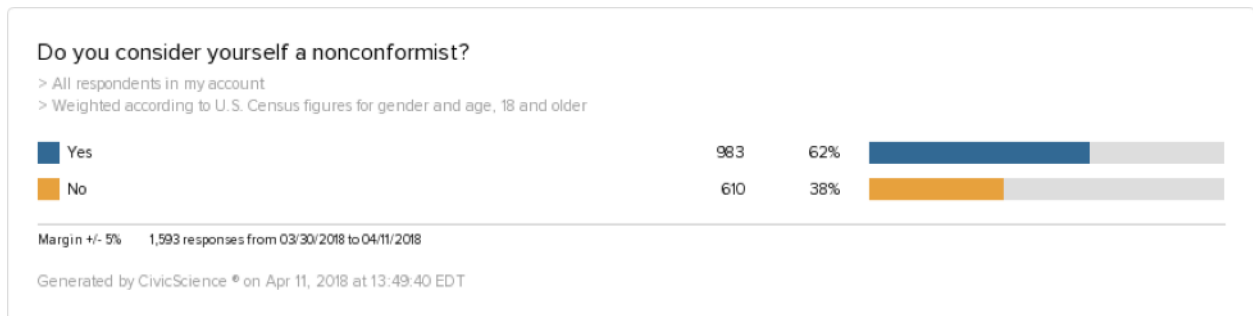 Do you consider yourself a nonconformist?
> All respondents in my account
> Weighted according to U.S. Census figures for gender and age, 18 and older
Yes 983 62%
No 610 38%
Margin +/- 5% 1,593 responses from 03/30/2018 to 04/11/2018
Generated by CivicScience ® on Apr 11, 2018 at 13:49:40 EDT